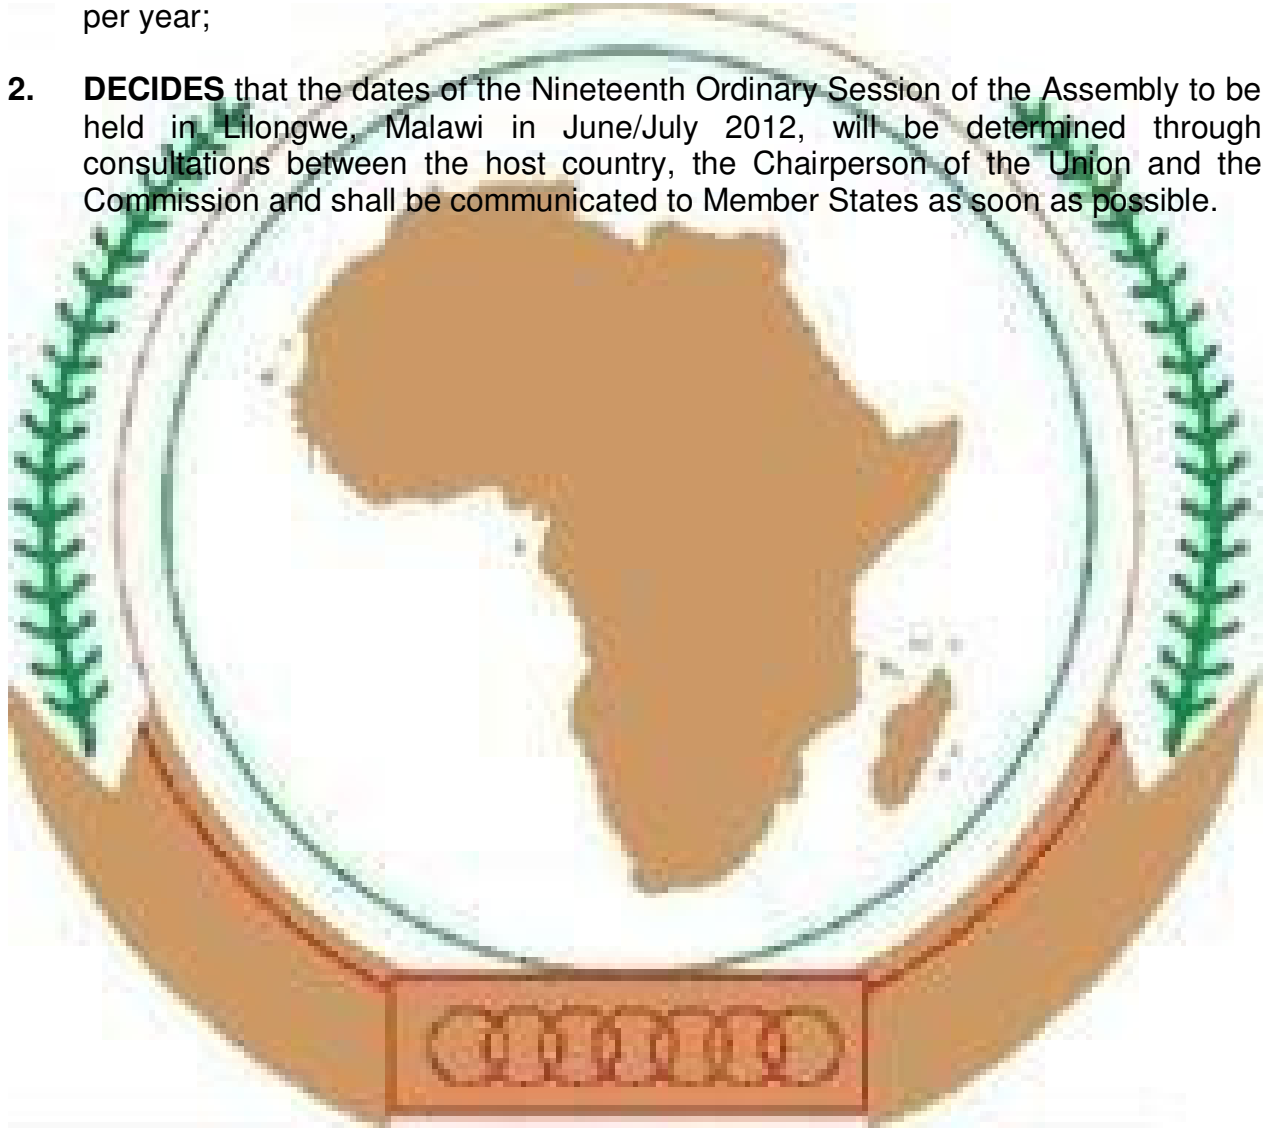 per year;
2. DECIDES that the dates of the Nineteenth Ordinary Session of the Assembly to be
held in Lilongwe, Malawi in June/July 2012, will be determined through
consultations between the host country, the Chairperson of the Union and the
Commission and shall be communicated to Member States as soon as possible.